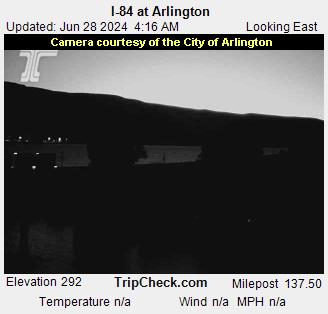 I-84 at Arlington
Updated: Jun 28 2024 4:16 AM Looking East
Camera courtesy of the City of Arlington
Elevation 292 TripCheck.com Milepost 137.50
Temperature n/a Wind n/a MPH n/a